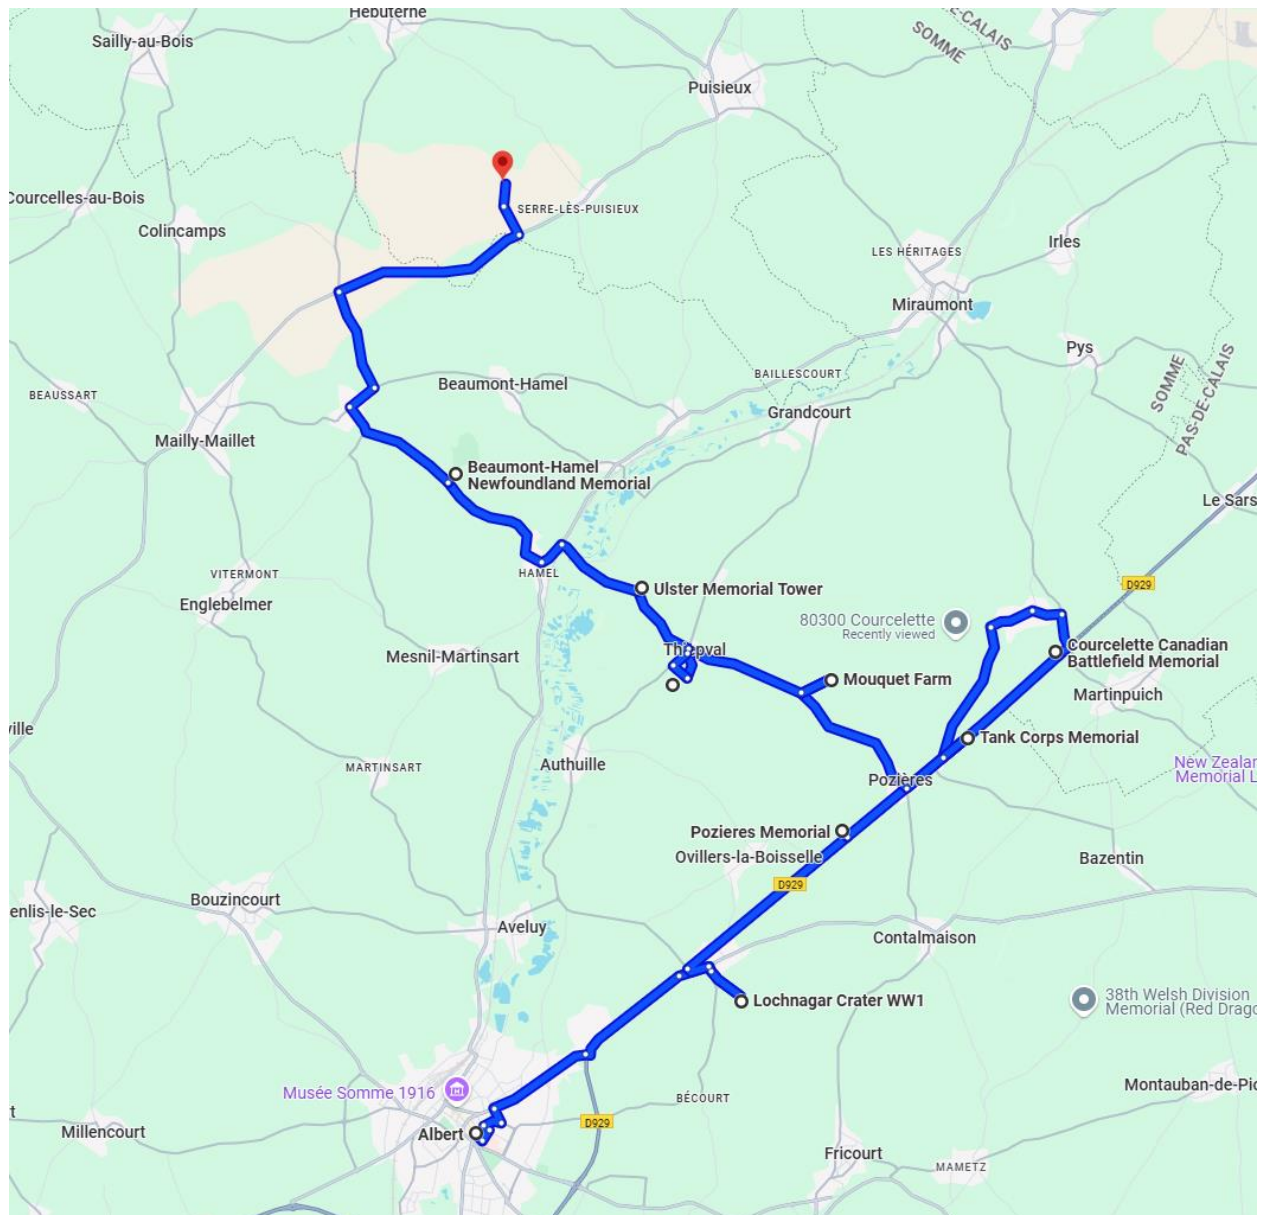 Hébuterne
Sailly-au-Bois
PAS-DE-CALAIS
SOMME
Puisieux
Courcelles-au-Bois
SERRE-LÈS-PUISIEUX
Colincamps
LES HÉRITAGES
Irles
Miraumont
Pys
BAILLESCOURT
BEAUSSART
Beaumont-Hamel
Grandcourt
SOMME
PAS-DE-CALAIS
Mailly-Maillet
Beaumont-Hamel
Newfoundland Memorial
Le Sars
HAMEL
VITERMONT
Englebelmer
Ulster Memorial Tower
D929
80300 Courcelette
Recently viewed
Thiepval
Mesnil-Martinsart
Courcelette Canadian
Battlefield Memorial
Mouquet Farm
Martinpuich
ville
Tank Corps Memorial
MARTINSART
Authuille
New Zealan
Memorial L
Pozières
Pozieres Memorial
Ovillers-la-Boisselle
Bazentin
D929
Bouzincourt
enlis-le-Sec
Aveluy
Contalmaison
Lochnagar Crater WW1
38th Welsh Division
Memorial (Red Drago
Musée Somme 1916
Montauban-de-Pic
BÉCOURT
t
Millencourt
Albert
D929
Fricourt
MAMETZ